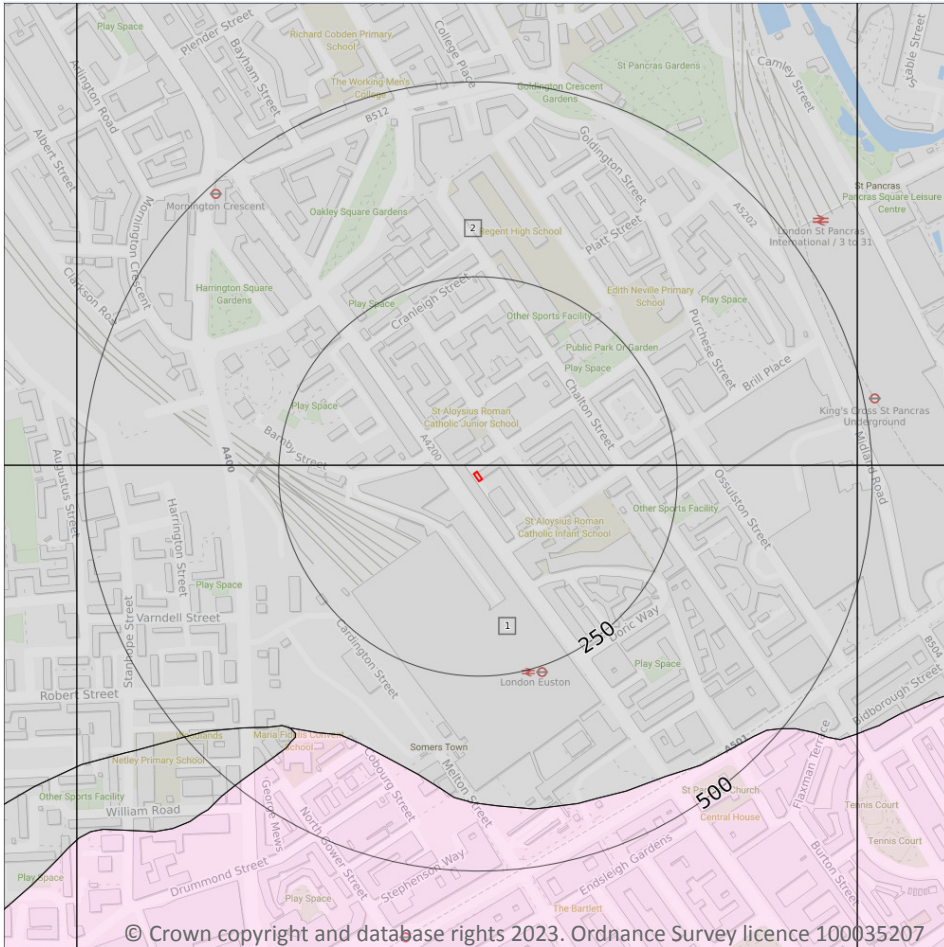 Play Space
Plender Street
Richard Cobden Primary
School
College Place
St Pancras Gardens
Camley Street
Stable Street
Arlington Road
Bayham Street
The Working Men's
College
Goldington Crescent
Gardens
B512
Albert Street
Goldington Street
Mornington Crescent
Mornington Crescent
Oakley Square Gardens
2
Regent High School
Platt Street
A5202
St Pancras
Pancras Square Leisure
Centre
London St Pancras
International / 3 to 31
Clarkson Row
Harrington Square
Gardens
Play Space
Cranleigh Street
Edith Neville Primary
School
Play Space
Other Sports Facility
Purchese Street
Public Park Or Garden
Play Space
Brill Place
Play Space
St Aloysius Roman
Catholic Junior School
Chalton Street
King's Cross St Pancras
Underground
A400
Barnby Street
A4200
Midland Road
Augustus Street
Harrington Street
Ossulston Street
Other Sports Facility
St Aloysius Roman
Catholic Infant School
Play Space
Varndell Street
Stanhope Street
Cardington Street
1
250
Doric Way
Play Space
London Euston
B504
Bidborough Street
Robert Street
Woodlands
Maria Fidelis Convent
School
Netley Primary School
Somers Town
A501
Other Sports Facility
William Road
George Mews
Cobourg Street
Melton Street
500
St Pancras Church
Central House
Flaxman Terrace
Tennis Court
Tennis Court
North Gower Street
Drummond Street
Stephenson Way
Endsleigh Gardens
Burton Street
Play Space
Play Space
The Bartlett
© Crown copyright and database rights 2023. Ordnance Survey licence 100035207